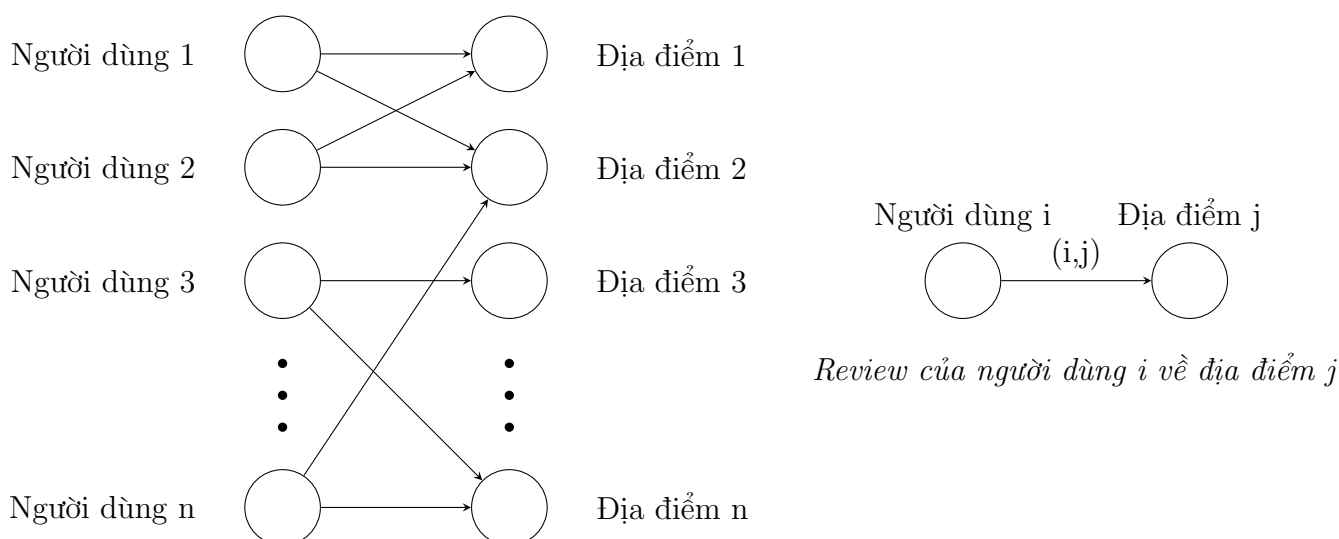 Người dùng 1
Địa điểm 1
Người dùng 2
Địa điểm 2
Người dùng i
Địa điểm j
(i,j)
Người dùng 3
Địa điểm 3
Review của người dùng i về địa điểm j
Người dùng n
Địa điểm n